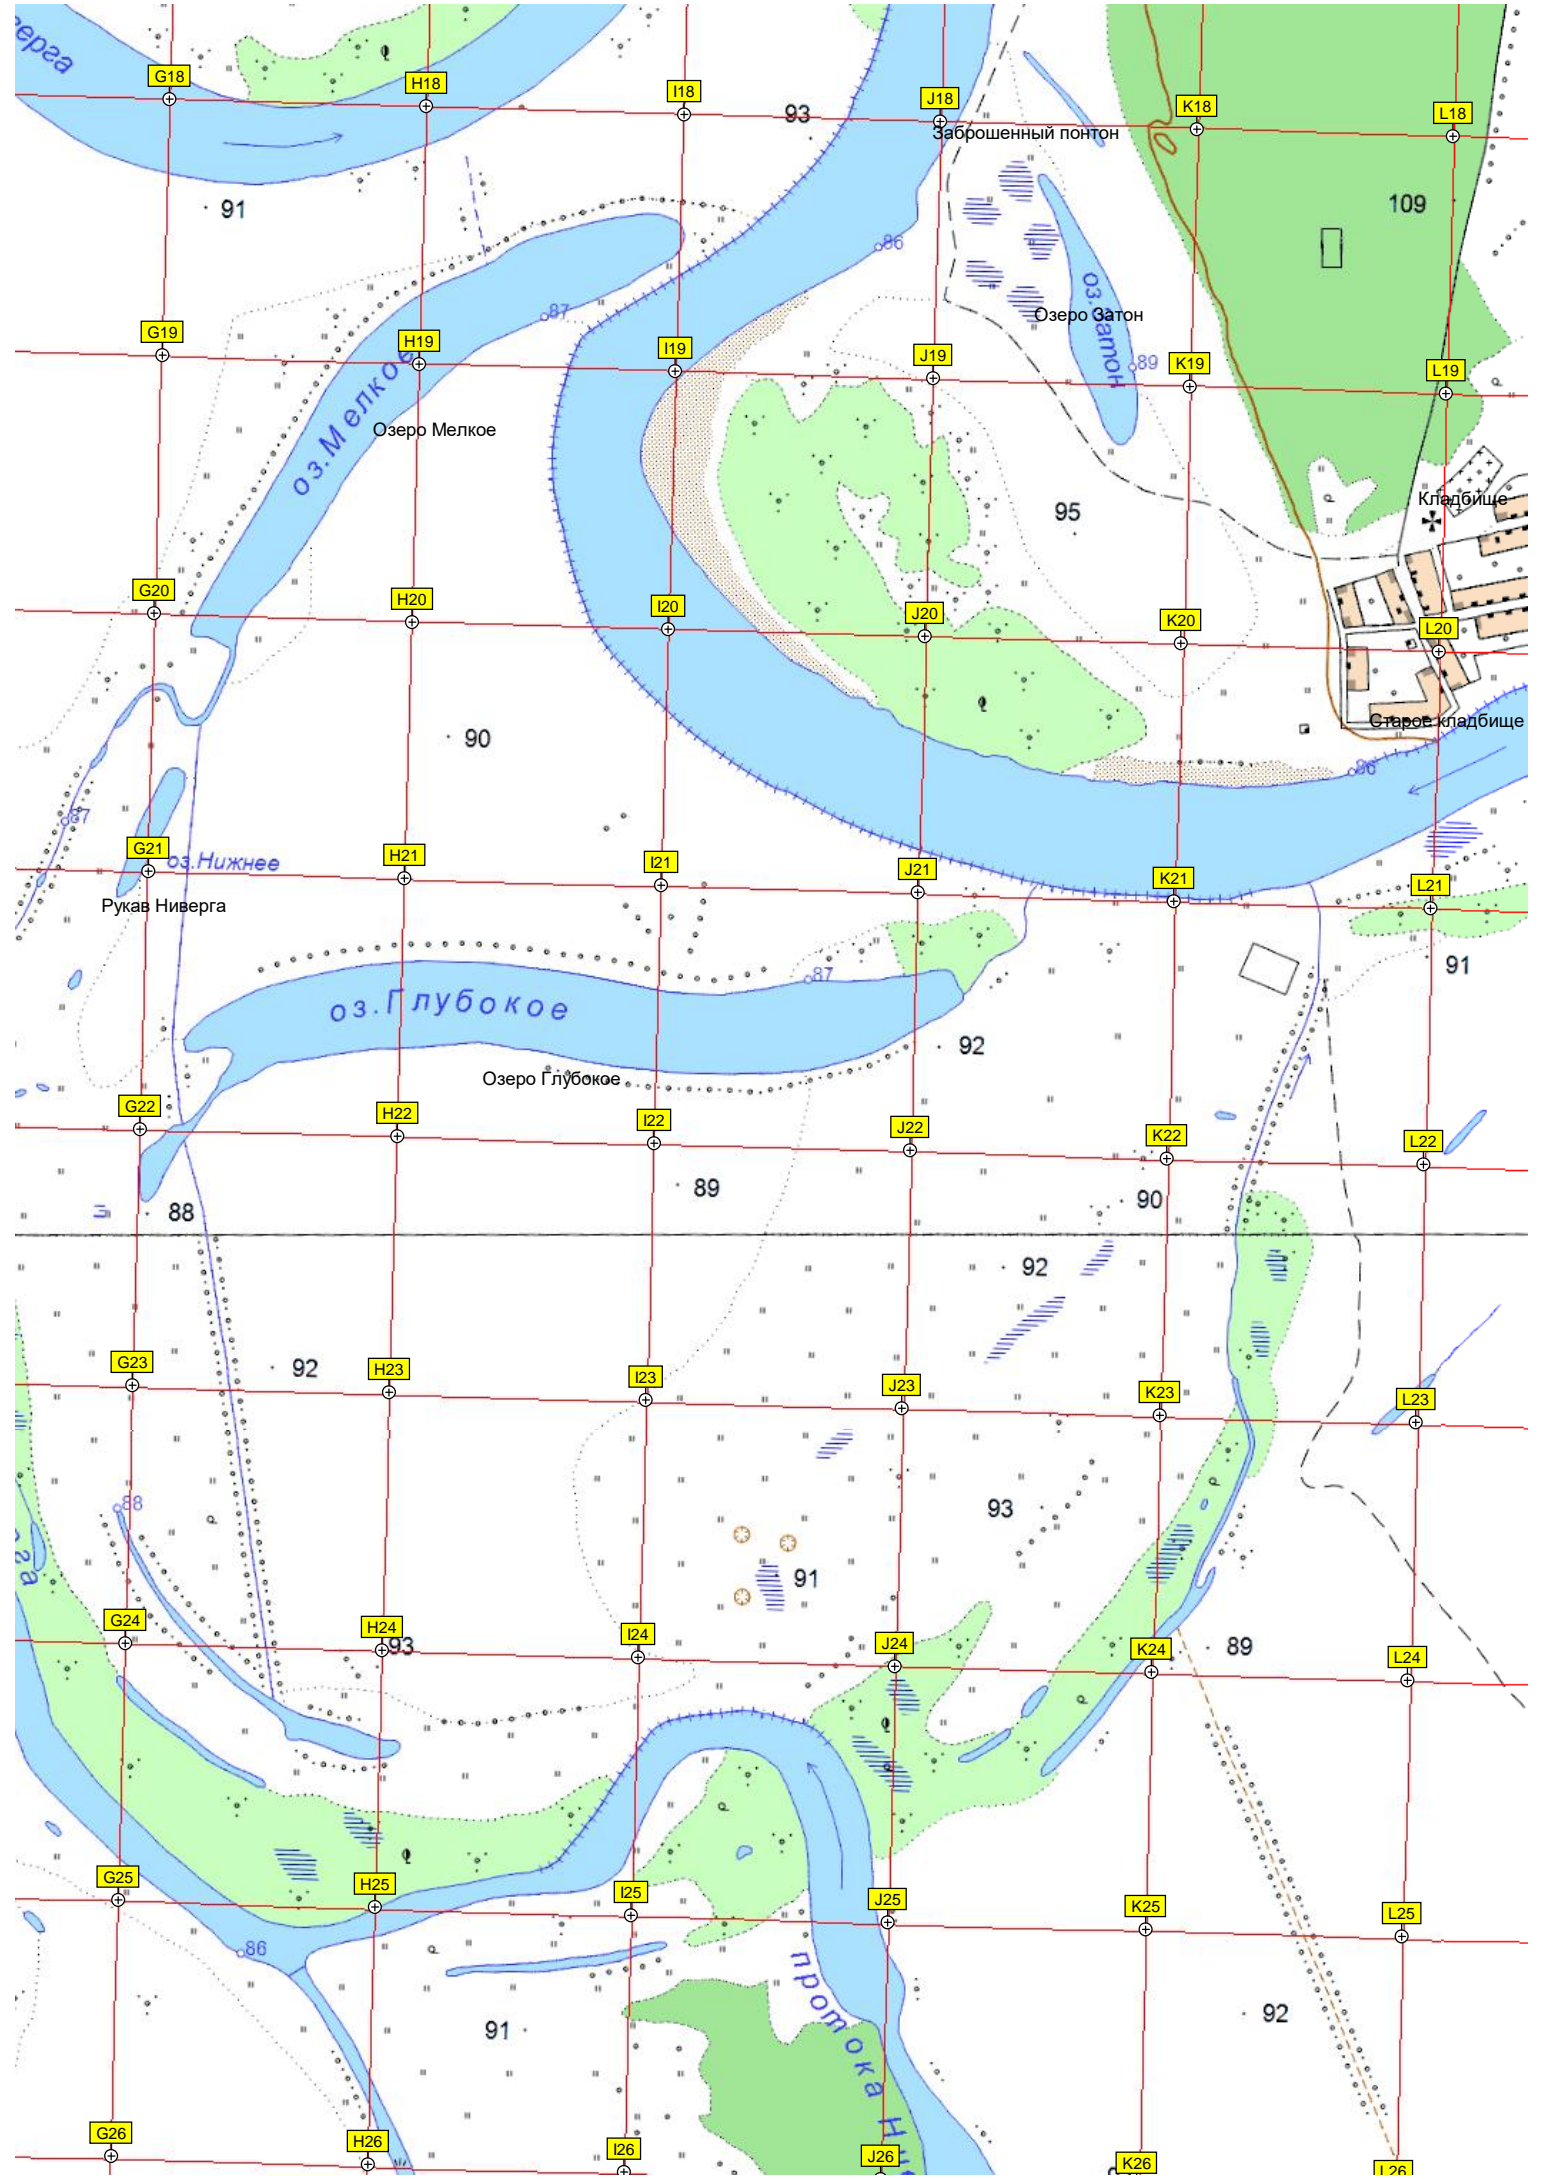 верга
G18
H18
I18
93
J18
Заброшенный понтон
K18
L18
91
109
86
87
оз.Затон
Озеро Затон
G19
H19
I19
J19
89
K19
L19
оз.Мелкое
Озеро Мелкое
95
Кладбище
G20
H20
I20
J20
K20
L20
90
Старое кладбище
86
87
G21
оз.Нижнее
H21
I21
J21
K21
L21
Рукав Ниверга
91
87
оз.Глубокое
92
Озеро Глубокое
G22
H22
I22
J22
K22
L22
89
90
88
92
G23
92
H23
I23
J23
K23
L23
88
93
91
G24
H24
93
I24
J24
K24
89
L24
G25
H25
I25
J25
K25
L25
86
протока Ни
91
92
G26
H26
I26
J26
K26
L26